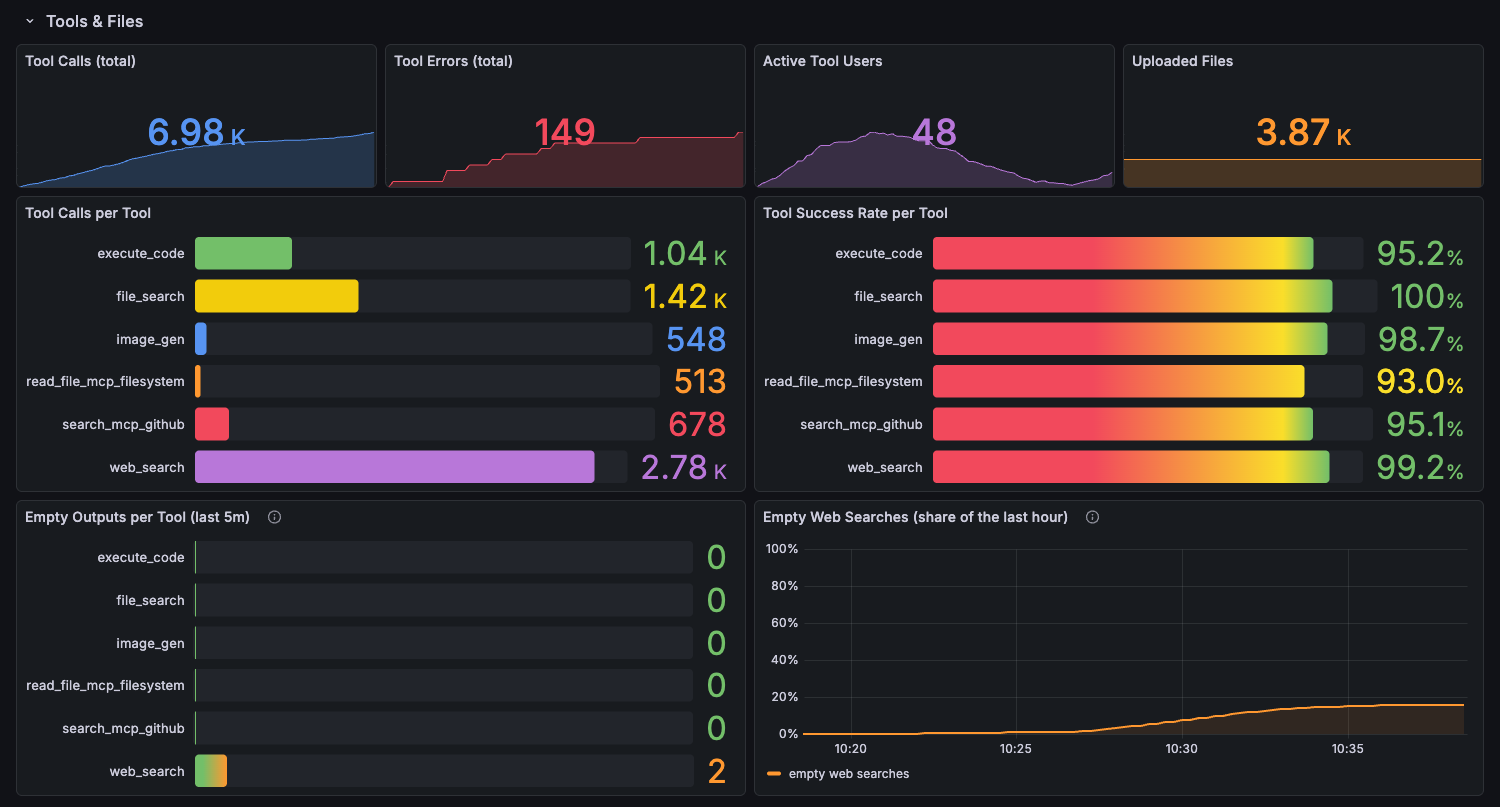 Tools & Files
Tool Calls (total)
6.98 K
Tool Errors (total)
149
Active Tool Users
48
Uploaded Files
3.87 K
Tool Calls per Tool
execute_code 1.04 K
file_search 1.42 K
image_gen 548
read_file_mcp_filesystem 513
search_mcp_github 678
web_search 2.78 K
Tool Success Rate per Tool
execute_code 95.2%
file_search 100%
image_gen 98.7%
read_file_mcp_filesystem 93.0%
search_mcp_github 95.1%
web_search 99.2%
Empty Outputs per Tool (last 5m)
execute_code 0
file_search 0
image_gen 0
read_file_mcp_filesystem 0
search_mcp_github 0
web_search 2
Empty Web Searches (share of the last hour)
100%
80%
60%
40%
20%
0%
10:20 10:25 10:30 10:35
empty web searches